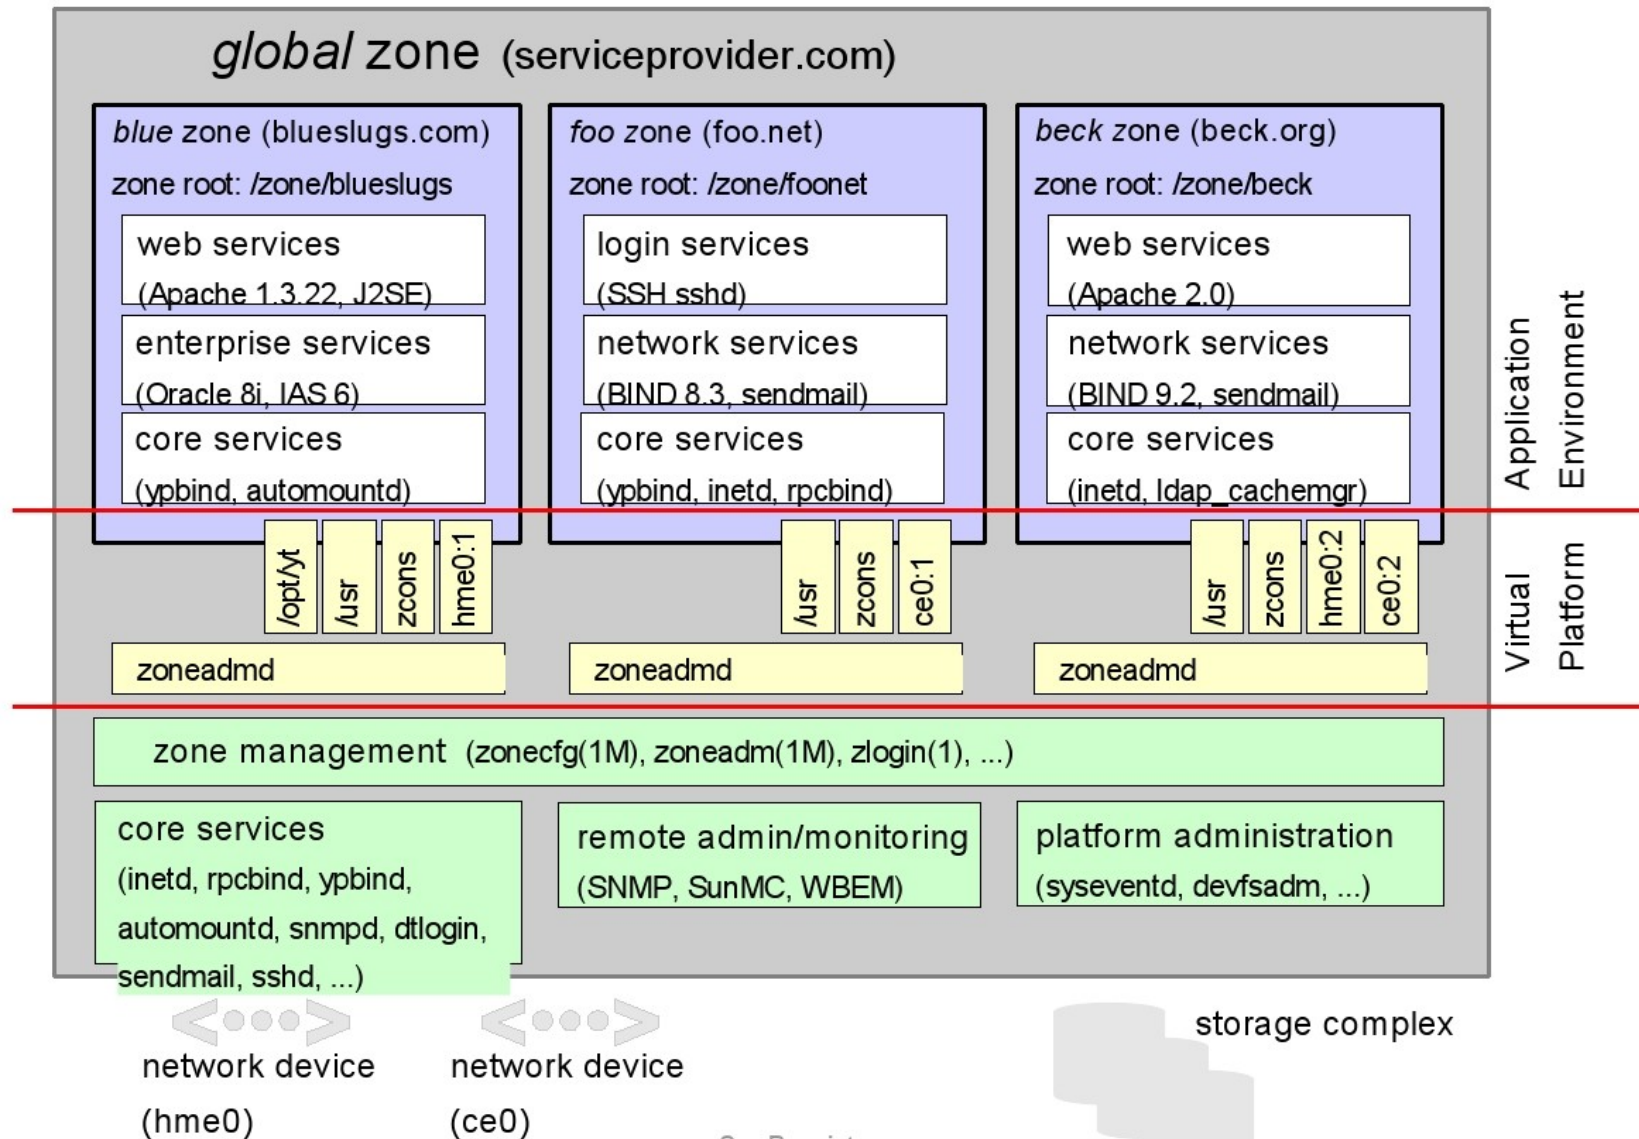 global zone (serviceprovider.com)
blue zone (blueslugs.com)
zone root: /zone/blueslugs
web services
(Apache 1.3.22, J2SE)
enterprise services
(Oracle 8i, IAS 6)
core services
(ypbind, automountd)
foo zone (foo.net)
zone root: /zone/foonet
login services
(SSH sshd)
network services
(BIND 8.3, sendmail)
core services
(ypbind, inetd, rpcbind)
beck zone (beck.org)
zone root: /zone/beck
web services
(Apache 2.0)
network services
(BIND 9.2, sendmail)
core services
(inetd, ldap_cachemgr)
Application
Environment
/opt/yt
/usr
zcons
hme0:1
zoneadmd
/usr
zcons
ce0:1
zoneadmd
/usr
zcons
hme0:2
ce0:2
zoneadmd
Virtual
Platform
zone management (zonecfg(1M), zoneadm(1M), zlogin(1), ...)
core services
(inetd, rpcbind, ypbind,
automountd, snmpd, dtlogin,
sendmail, sshd, ...)
remote admin/monitoring
(SNMP, SunMC, WBEM)
platform administration
(syseventd, devfsadm, ...)
network device
(hme0)
network device
(ce0)
storage complex